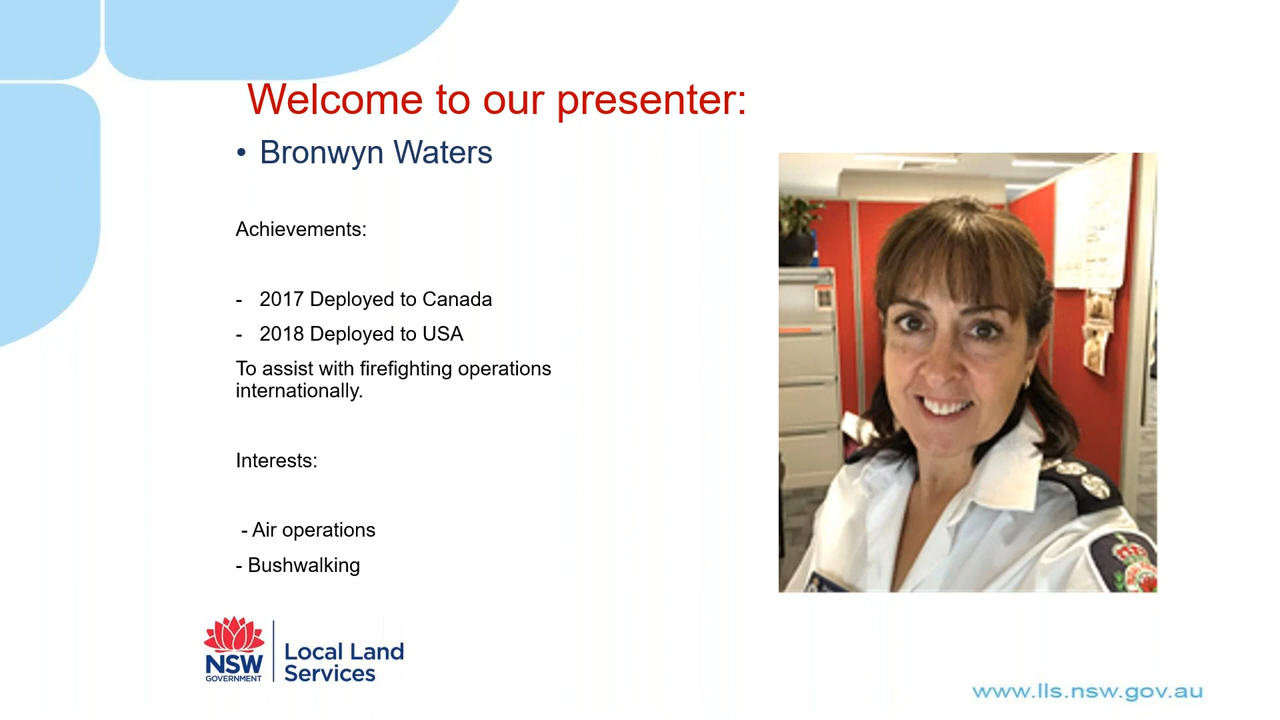 Welcome to our presenter:
• Bronwyn Waters
Achievements:
- 2017 Deployed to Canada
- 2018 Deployed to USA
To assist with firefighting operations
internationally.
Interests:
- Air operations
- Bushwalking
NSW
GOVERNMENT
Local Land
Services
www.lls.nsw.gov.au